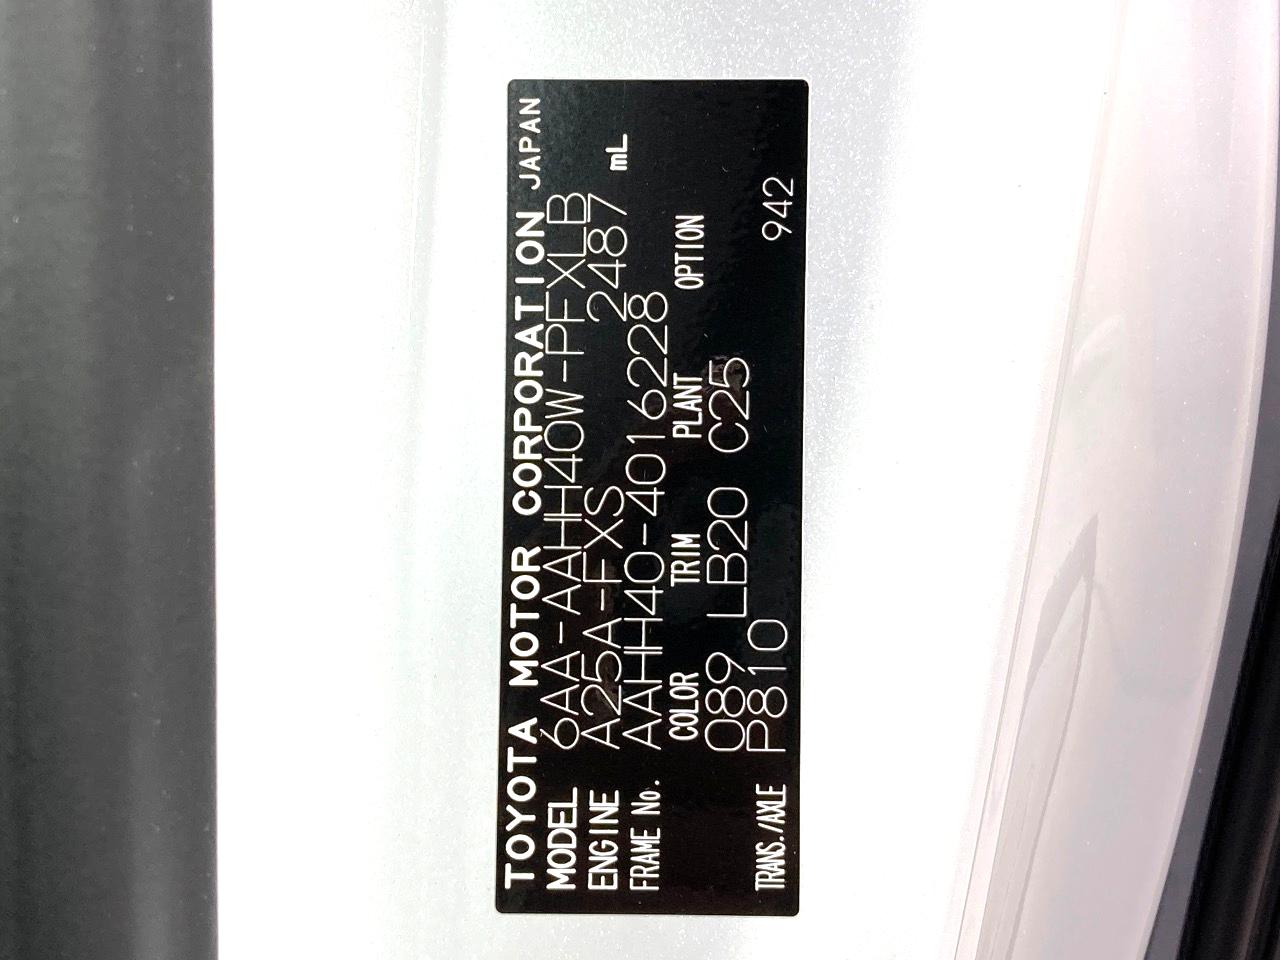 TOYOTA MOTOR CORPORATION JAPAN
MODEL 6AA-AAHH40W-PFXLB
ENGINE A25A-FXS 2487 mL
FRAME No. AAHH40-4016228
COLOR TRIM PLANT OPTION
089 LB20 C25
TRANS./AXLE P810 942